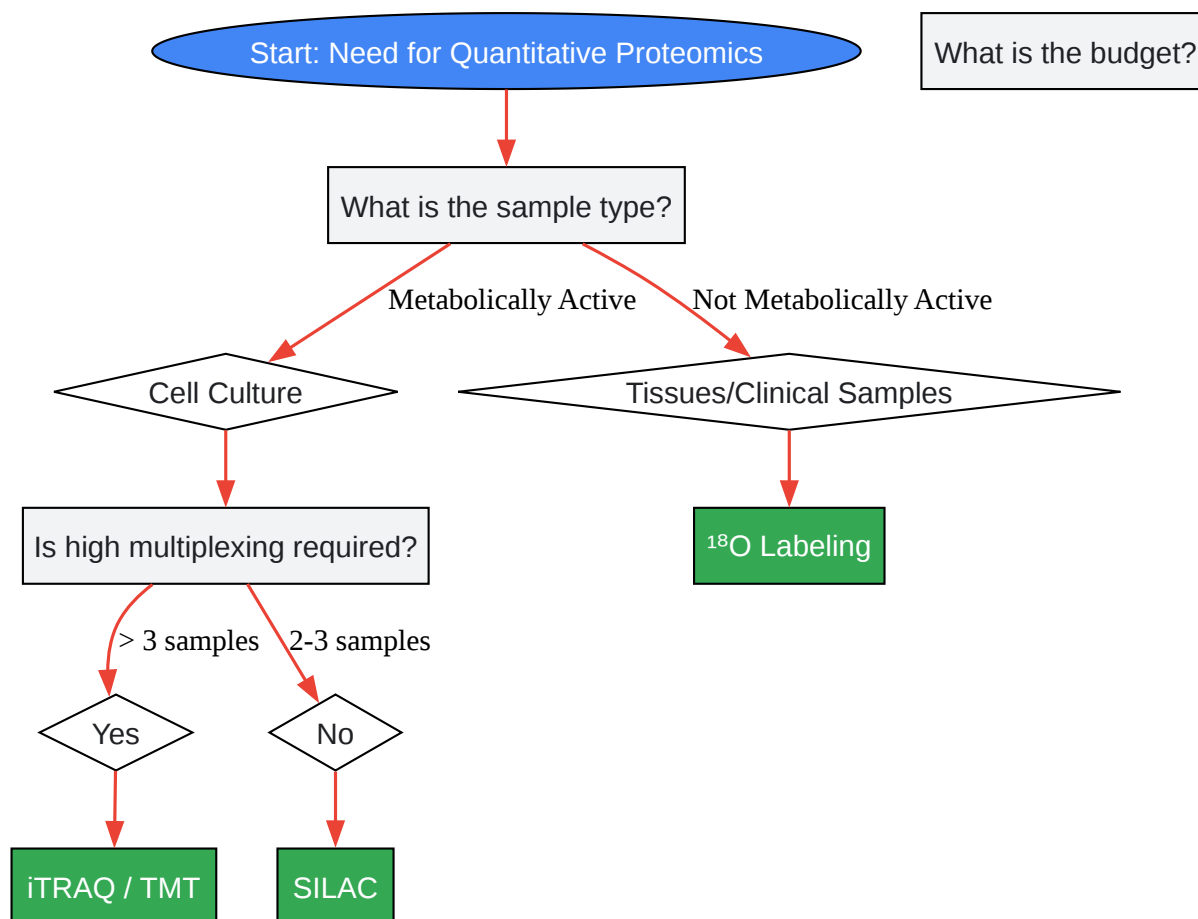 Start: Need for Quantitative Proteomics
What is the budget?
What is the sample type?
Metabolically Active
Not Metabolically Active
Cell Culture
Tissues/Clinical Samples
Is high multiplexing required?
¹⁸O Labeling
> 3 samples
2-3 samples
Yes
No
iTRAQ / TMT
SILAC